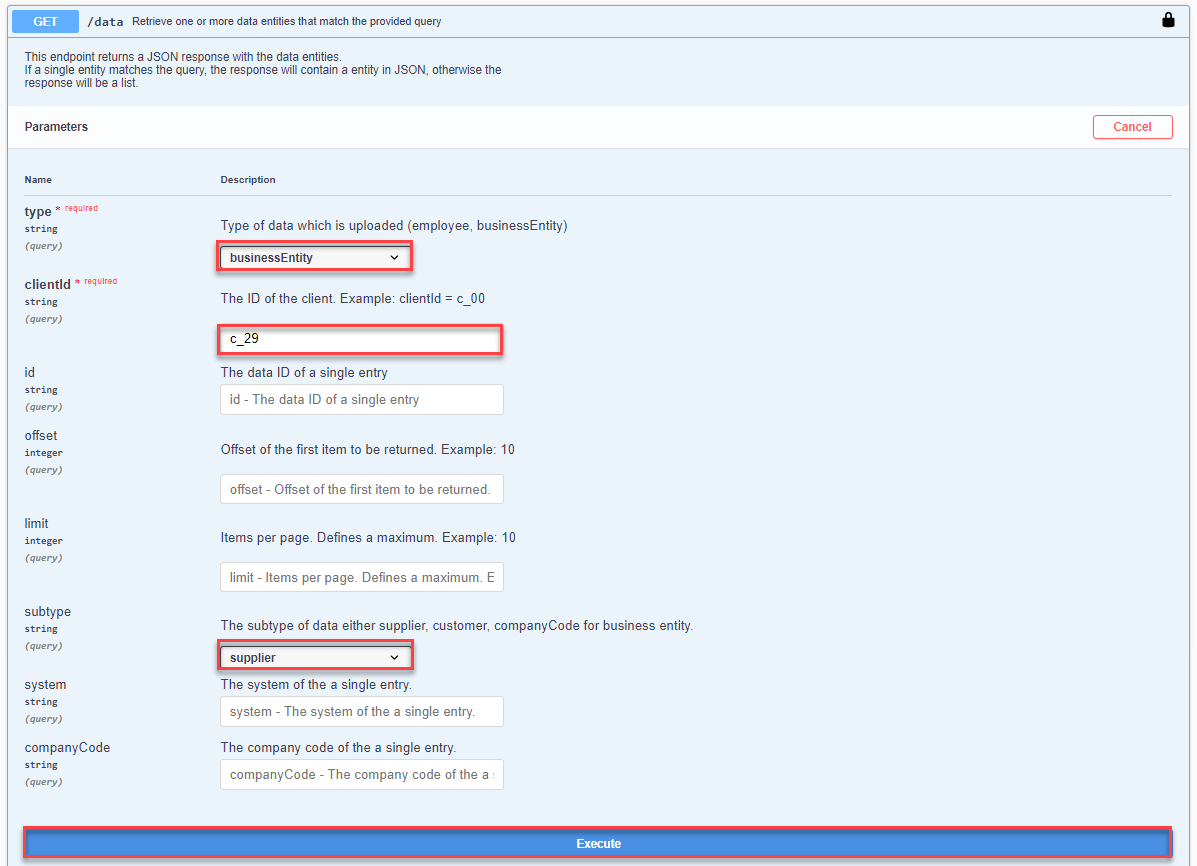 GET /data Retrieve one or more data entities that match the provided query
This endpoint returns a JSON response with the data entities.
If a single entity matches the query, the response will contain a entity in JSON, otherwise the
response will be a list.
Parameters Cancel
Name Description
type * required
string
(query)
Type of data which is uploaded (employee, businessEntity)
businessEntity
clientId * required
string
(query)
The ID of the client. Example: clientId = c_00
c_29
id
string
(query)
The data ID of a single entry
id - The data ID of a single entry
offset
integer
(query)
Offset of the first item to be returned. Example: 10
offset - Offset of the first item to be returned.
limit
integer
(query)
Items per page. Defines a maximum. Example: 10
limit - Items per page. Defines a maximum. E
subtype
string
(query)
The subtype of data either supplier, customer, companyCode for business entity.
supplier
system
string
(query)
The system of the a single entry.
system - The system of the a single entry.
companyCode
string
(query)
The company code of the a single entry.
companyCode - The company code of the a
Execute